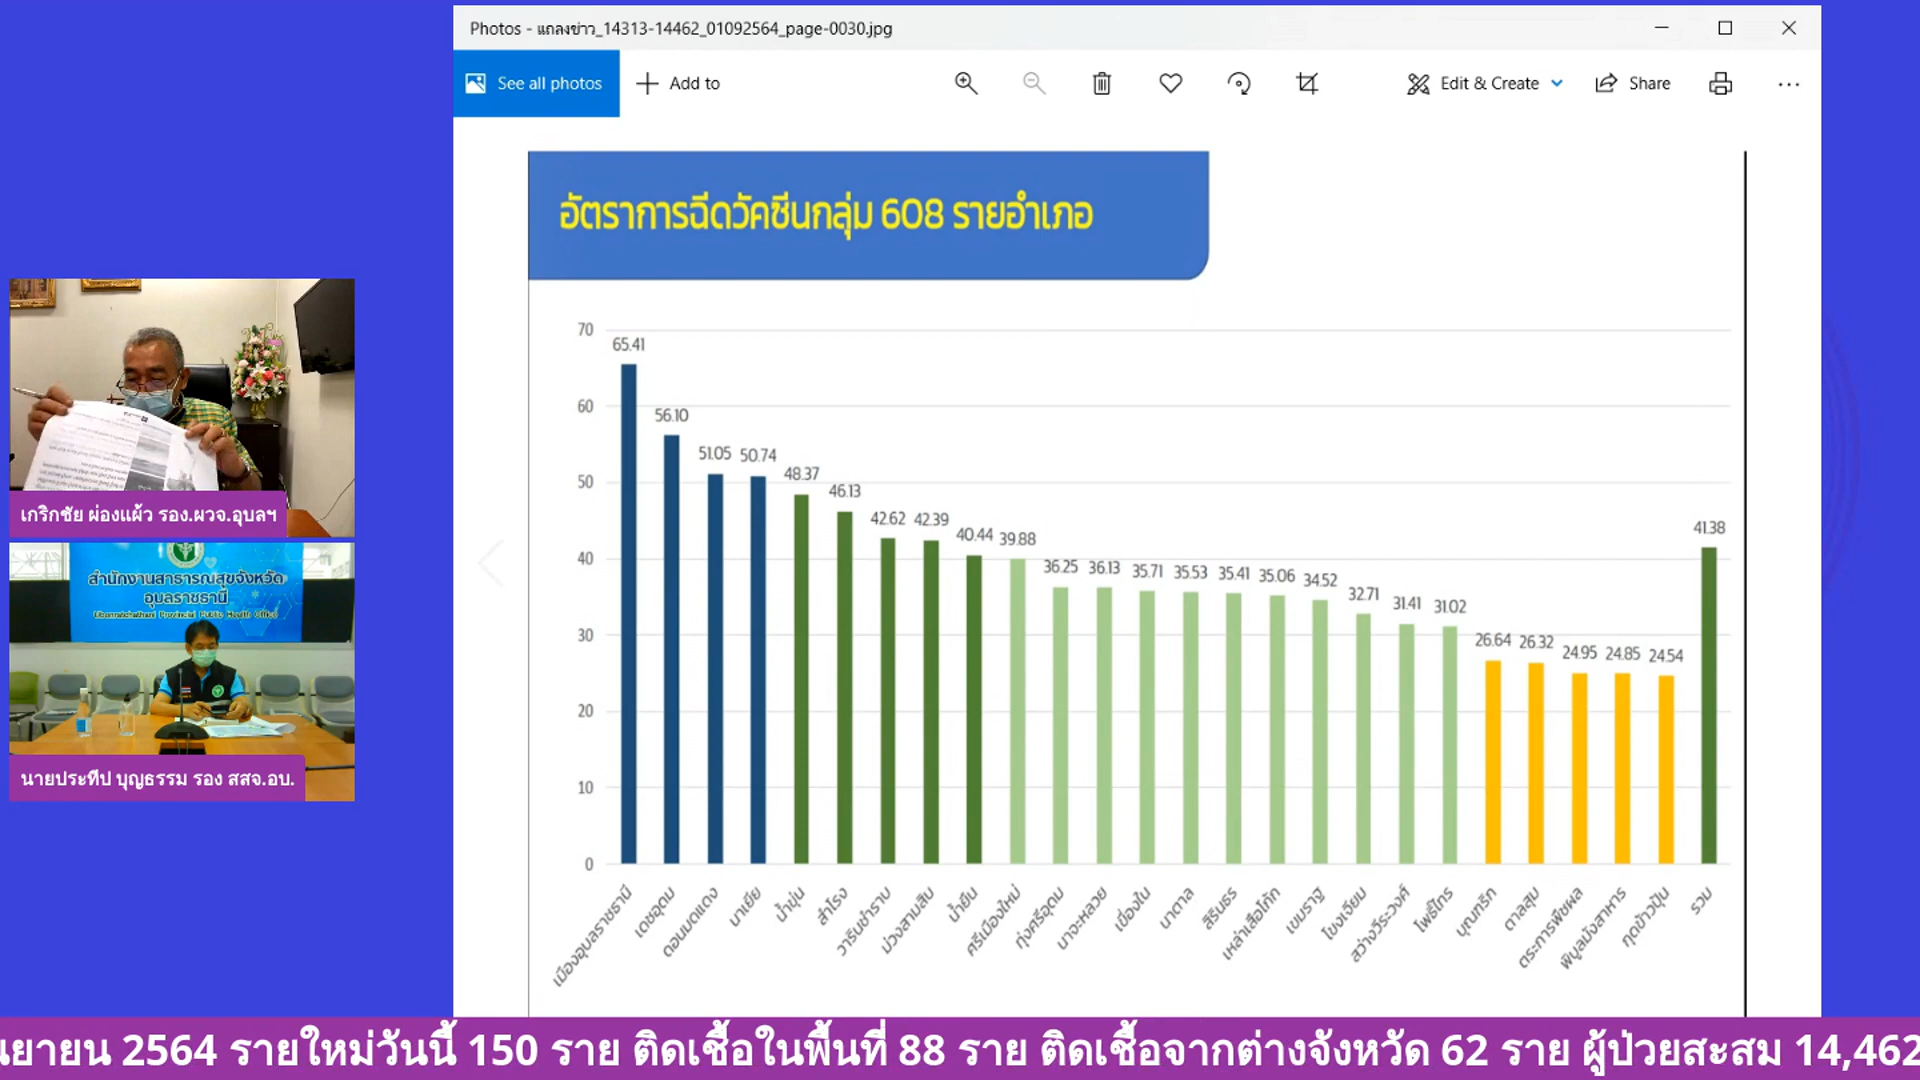 Photos - แถลงข่าว_14313-14462_01092564_page-0030.jpg
See all photos
Add to
Edit & Create
Share
อัตราการฉีดวัคซีนกลุ่ม 608 รายอำเภอ
70
60
50
40
30
20
10
0
65.41
56.10
51.05
50.74
48.37
46.13
42.62
42.39
40.44
39.88
36.25
36.13
35.71
35.53
35.41
35.06
34.52
32.71
31.41
31.02
26.64
26.32
24.95
24.85
24.54
41.38
เมืองอุบลราชธานี
เดชอุดม
ดอนมดแดง
นาเยีย
น้ำขุ่น
สำโรง
วารินชำราบ
ม่วงสามสิบ
น้ำยืน
ศรีเมืองใหม่
ทุ่งศรีอุดม
นาจะหลวย
เขื่องใน
นาตาล
สิรินธร
เหล่าเสือโก้ก
เขมราฐ
โขงเจียม
สว่างวีระวงศ์
โพธิ์ไทร
บุณฑริก
ตาลสุม
ตระการพืชผล
พิบูลมังสาหาร
กุดข้าวปุ้น
รวม
เกริกชัย ผ่องแผ้ว รอง.ผวจ.อุบลฯ
สำนักงานสาธารณสุขจังหวัด
อุบลราชธานี
Provincial Public Health Office
นายประทีป บุญธรรม รอง สสจ.อบ.
นยายน 2564 รายใหม่วันนี้ 150 ราย ติดเชื้อในพื้นที่ 88 ราย ติดเชื้อจากต่างจังหวัด 62 ราย ผู้ป่วยสะสม 14,462